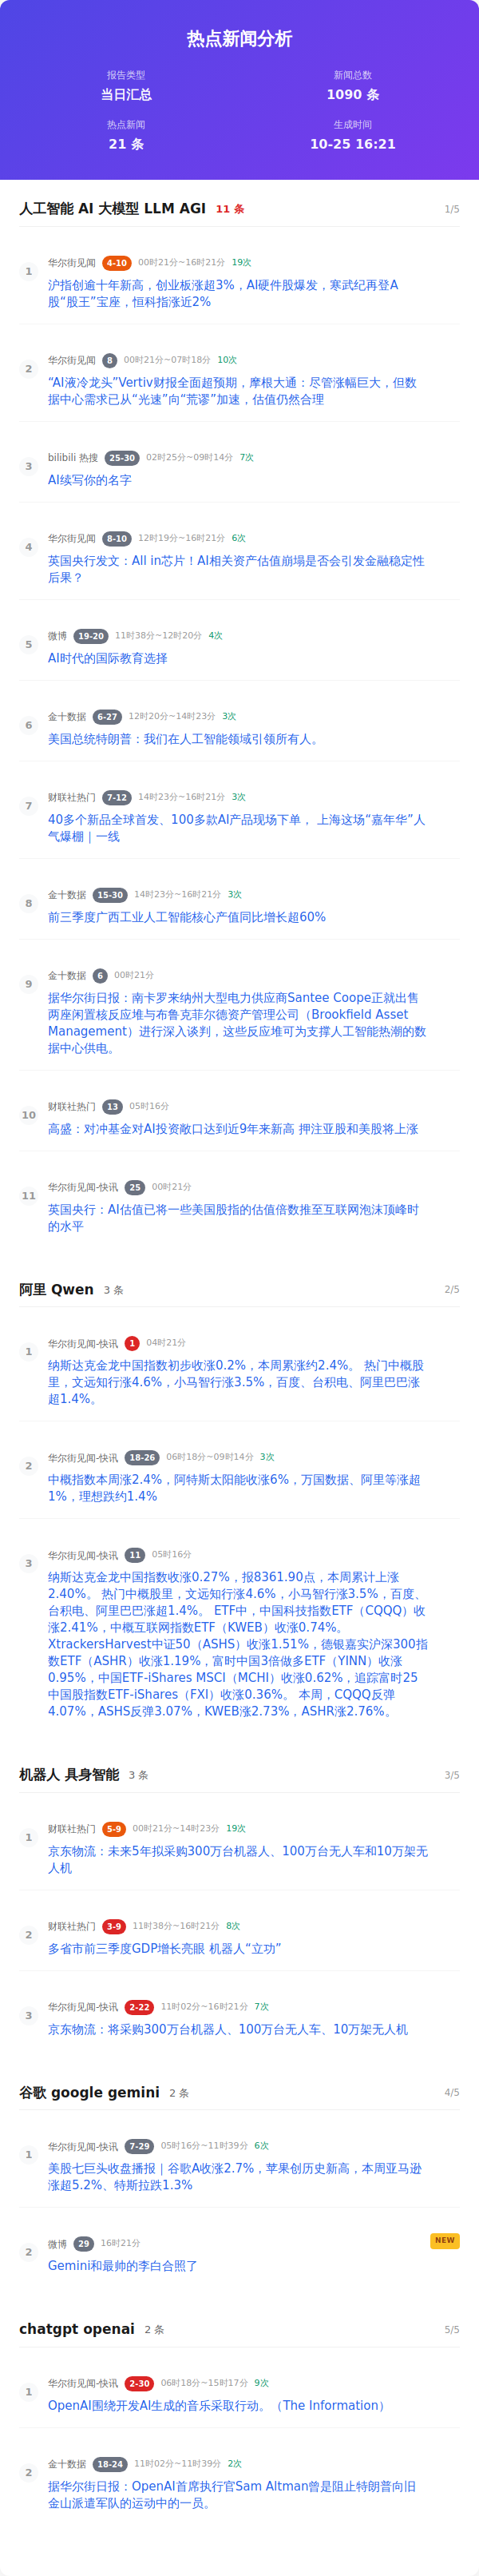 热点新闻分析
报告类型
当日汇总
新闻总数
1090 条
热点新闻
21 条
生成时间
10-25 16:21
人工智能 AI 大模型 LLM AGI 11 条 1/5
1
华尔街见闻 4-10 00时21分~16时21分 19次
沪指创逾十年新高，创业板涨超3%，AI硬件股爆发，寒武纪再登A
股“股王”宝座，恒科指涨近2%
2
华尔街见闻 8 00时21分~07时18分 10次
“AI液冷龙头”Vertiv财报全面超预期，摩根大通：尽管涨幅巨大，但数
据中心需求已从“光速”向“荒谬”加速，估值仍然合理
3
bilibili 热搜 25-30 02时25分~09时14分 7次
AI续写你的名字
4
华尔街见闻 8-10 12时19分~16时21分 6次
英国央行发文：All in芯片！AI相关资产估值崩塌是否会引发金融稳定性
后果？
5
微博 19-20 11时38分~12时20分 4次
AI时代的国际教育选择
6
金十数据 6-27 12时20分~14时23分 3次
美国总统特朗普：我们在人工智能领域引领所有人。
7
财联社热门 7-12 14时23分~16时21分 3次
40多个新品全球首发、100多款AI产品现场下单， 上海这场“嘉年华”人
气爆棚｜一线
8
金十数据 15-30 14时23分~16时21分 3次
前三季度广西工业人工智能核心产值同比增长超60%
9
金十数据 6 00时21分
据华尔街日报：南卡罗来纳州大型电力供应商Santee Coope正就出售
两座闲置核反应堆与布鲁克菲尔德资产管理公司（Brookfield Asset
Management）进行深入谈判，这些反应堆可为支撑人工智能热潮的数
据中心供电。
10
财联社热门 13 05时16分
高盛：对冲基金对AI投资敞口达到近9年来新高 押注亚股和美股将上涨
11
华尔街见闻-快讯 25 00时21分
英国央行：AI估值已将一些美国股指的估值倍数推至互联网泡沫顶峰时
的水平
阿里 Qwen 3 条 2/5
1
华尔街见闻-快讯 1 04时21分
纳斯达克金龙中国指数初步收涨0.2%，本周累涨约2.4%。 热门中概股
里，文远知行涨4.6%，小马智行涨3.5%，百度、台积电、阿里巴巴涨
超1.4%。
2
华尔街见闻-快讯 18-26 06时18分~09时14分 3次
中概指数本周涨2.4%，阿特斯太阳能收涨6%，万国数据、阿里等涨超
1%，理想跌约1.4%
3
华尔街见闻-快讯 11 05时16分
纳斯达克金龙中国指数收涨0.27%，报8361.90点，本周累计上涨
2.40%。 热门中概股里，文远知行涨4.6%，小马智行涨3.5%，百度、
台积电、阿里巴巴涨超1.4%。 ETF中，中国科技指数ETF（CQQQ）收
涨2.41%，中概互联网指数ETF（KWEB）收涨0.74%。
XtrackersHarvest中证50（ASHS）收涨1.51%，德银嘉实沪深300指
数ETF（ASHR）收涨1.19%，富时中国3倍做多ETF（YINN）收涨
0.95%，中国ETF-iShares MSCI（MCHI）收涨0.62%，追踪富时25
中国股指数ETF-iShares（FXI）收涨0.36%。 本周，CQQQ反弹
4.07%，ASHS反弹3.07%，KWEB涨2.73%，ASHR涨2.76%。
机器人 具身智能 3 条 3/5
1
财联社热门 5-9 00时21分~14时23分 19次
京东物流：未来5年拟采购300万台机器人、100万台无人车和10万架无
人机
2
财联社热门 3-9 11时38分~16时21分 8次
多省市前三季度GDP增长亮眼 机器人“立功”
3
华尔街见闻-快讯 2-22 11时02分~16时21分 7次
京东物流：将采购300万台机器人、100万台无人车、10万架无人机
谷歌 google gemini 2 条 4/5
1
华尔街见闻-快讯 7-29 05时16分~11时39分 6次
美股七巨头收盘播报｜谷歌A收涨2.7%，苹果创历史新高，本周亚马逊
涨超5.2%、特斯拉跌1.3%
2
微博 29 16时21分 NEW
Gemini和最帅的李白合照了
chatgpt openai 2 条 5/5
1
华尔街见闻-快讯 2-30 06时18分~15时17分 9次
OpenAI围绕开发AI生成的音乐采取行动。（The Information）
2
金十数据 18-24 11时02分~11时39分 2次
据华尔街日报：OpenAI首席执行官Sam Altman曾是阻止特朗普向旧
金山派遣军队的运动中的一员。